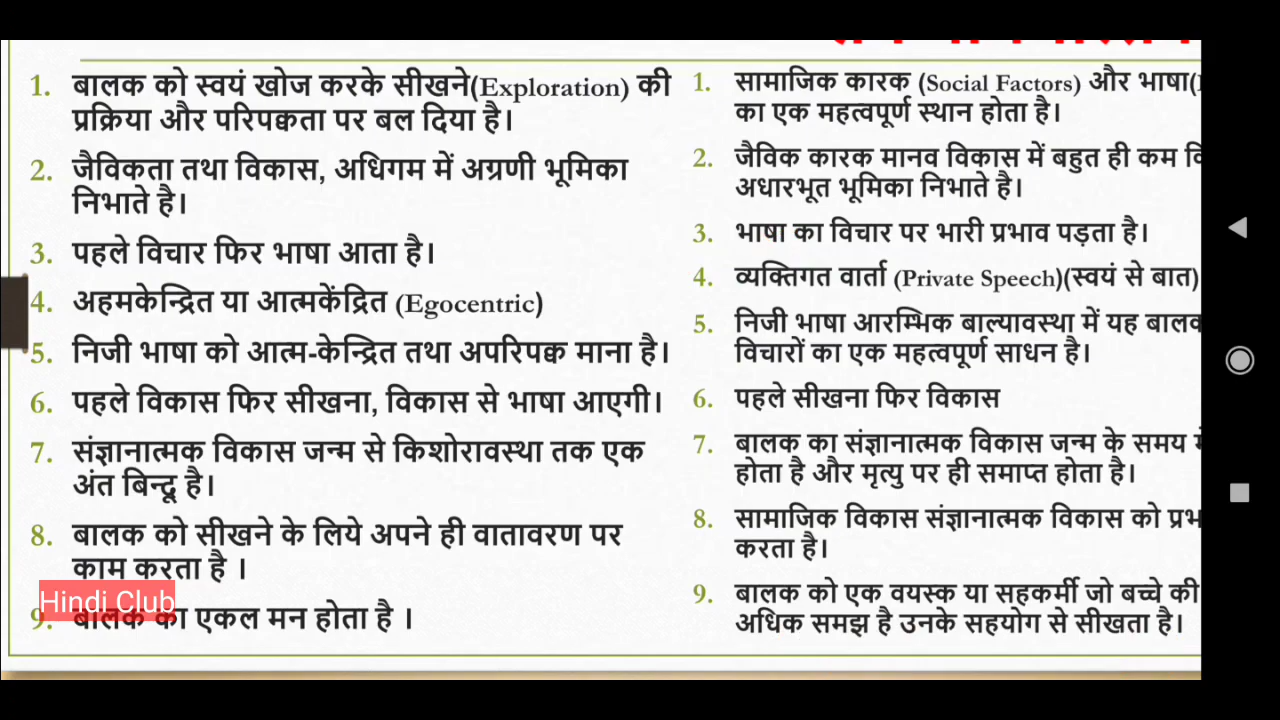 1. बालक को स्वयं खोज करके सीखने(Exploration) की
प्रक्रिया और परिपक्वता पर बल दिया है।
2. जैविकता तथा विकास, अधिगम में अग्रणी भूमिका
निभाते है।
3. पहले विचार फिर भाषा आता है।
4. अहमकेन्द्रित या आत्मकेंद्रित (Egocentric)
5. निजी भाषा को आत्म-केन्द्रित तथा अपरिपक्व माना है।
6. पहले विकास फिर सीखना, विकास से भाषा आएगी।
7. संज्ञानात्मक विकास जन्म से किशोरावस्था तक एक
अंत बिन्दू है।
8. बालक को सीखने के लिये अपने ही वातावरण पर
काम करता है ।
Hindi Club
9. बालक का एकल मन होता है ।
1. सामाजिक कारक (Social Factors) और भाषा(
का एक महत्वपूर्ण स्थान होता है।
2. जैविक कारक मानव विकास में बहुत ही कम
अधारभूत भूमिका निभाते है।
3. भाषा का विचार पर भारी प्रभाव पड़ता है।
4. व्यक्तिगत वार्ता (Private Speech)(स्वयं से बात)
5. निजी भाषा आरम्भिक बाल्यावस्था में यह
विचारों का एक महत्वपूर्ण साधन है।
6. पहले सीखना फिर विकास
7. बालक का संज्ञानात्मक विकास जन्म के समय
होता है और मृत्यु पर ही समाप्त होता है।
8. सामाजिक विकास संज्ञानात्मक विकास को
करता है।
9. बालक को एक वयस्क या सहकर्मी जो बच्चे की
अधिक समझ है उनके सहयोग से सीखता है।